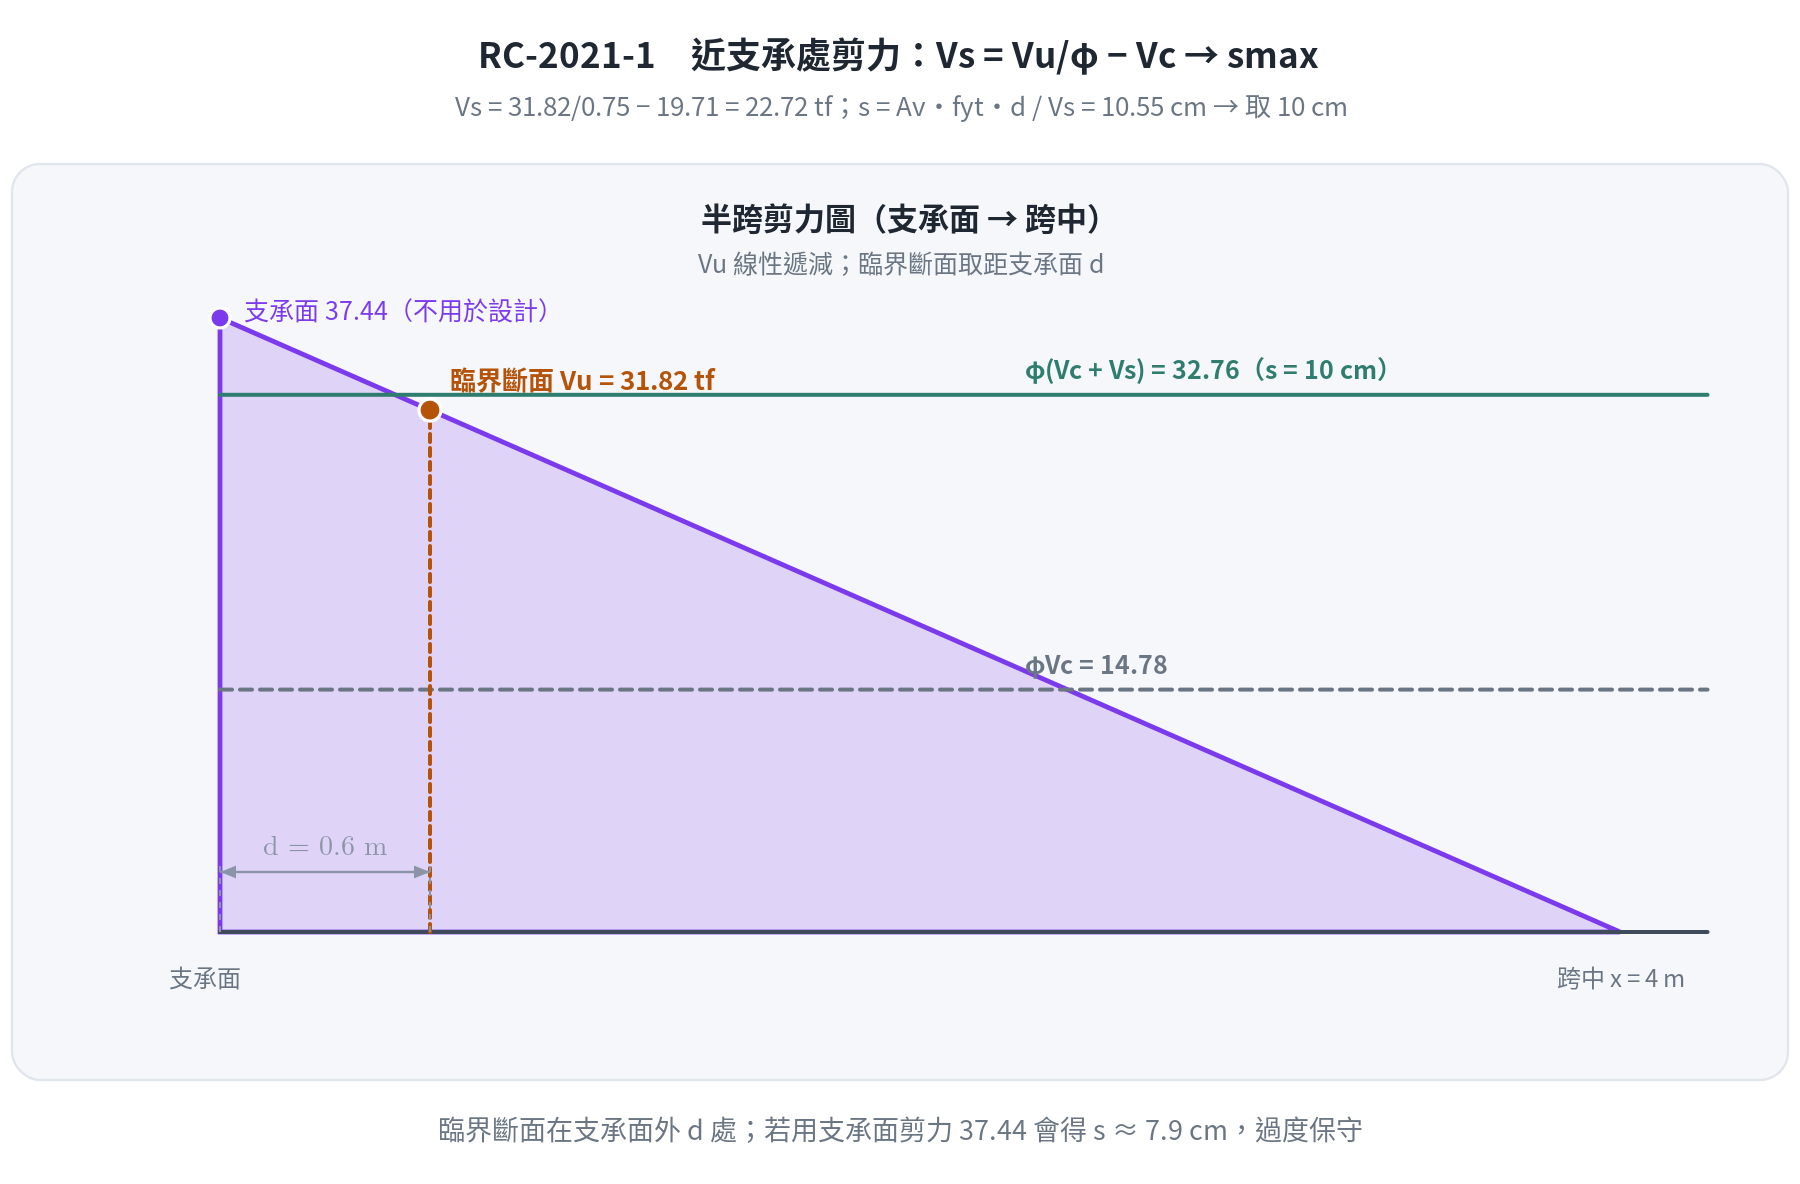 RC-2021-1　近支承處剪力：Vs = Vu/ϕ − Vc → smax
Vs = 31.82/0.75 − 19.71 = 22.72 tf；s = Av・fyt・d / Vs = 10.55 cm → 取 10 cm
半跨剪力圖（支承面 → 跨中）
Vu 線性遞減；臨界斷面取距支承面 d
支承面 37.44（不用於設計）
臨界斷面 Vu = 31.82 tf
ϕ(Vc + Vs) = 32.76（s = 10 cm）
ϕVc = 14.78
d = 0.6 m
支承面
跨中 x = 4 m
臨界斷面在支承面外 d 處；若用支承面剪力 37.44 會得 s ≈ 7.9 cm，過度保守